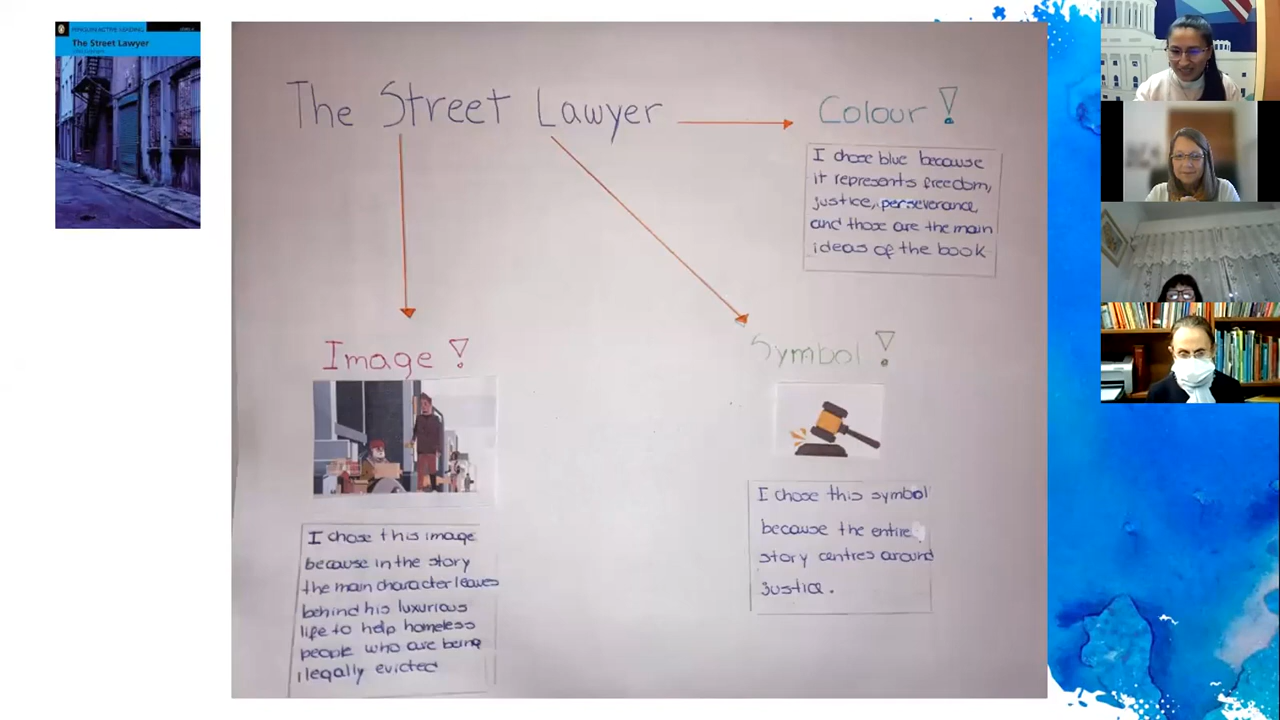 PENGUIN ACTIVE READING
The Street Lawyer
The Street Lawyer
Colour!
I chose blue because
it represents freedom,
justice, perseverance,
and those are the main
ideas of the book
Image!
I chose this image
because in the story
the main character leaves
behind his luxurious
life to help homeless
people who are being
ilegally evicted
Symbol!
I chose this symbol
because the entire
story centres around
justice.